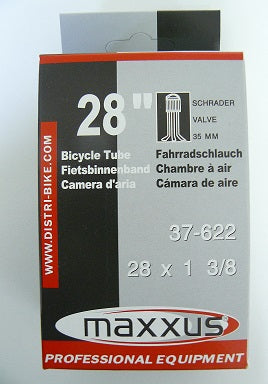 28"
SCHRADER
VALVE
35 MM
Bicycle Tube
Fietsbinnenband
Camera d'aria
Fahrradschlauch
Chambre à air
Cámara de aire
37-622
28 x 1 3/8
WWW.DISTRI-BIKE.COM
maxxus®
PROFESSIONAL EQUIPMENT